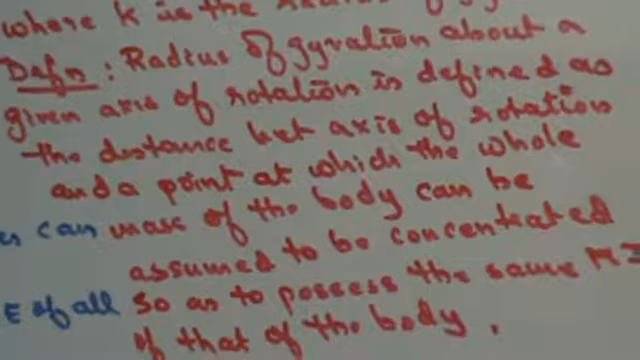 where k is the
Defn: Radius of gyration about a
given axis of rotation is defined as
the distance bet axis of rotation
and a point at which the whole
can mass of the body can be
assumed to be concentrated
E of all so as to possess the same MI
of that of the body.